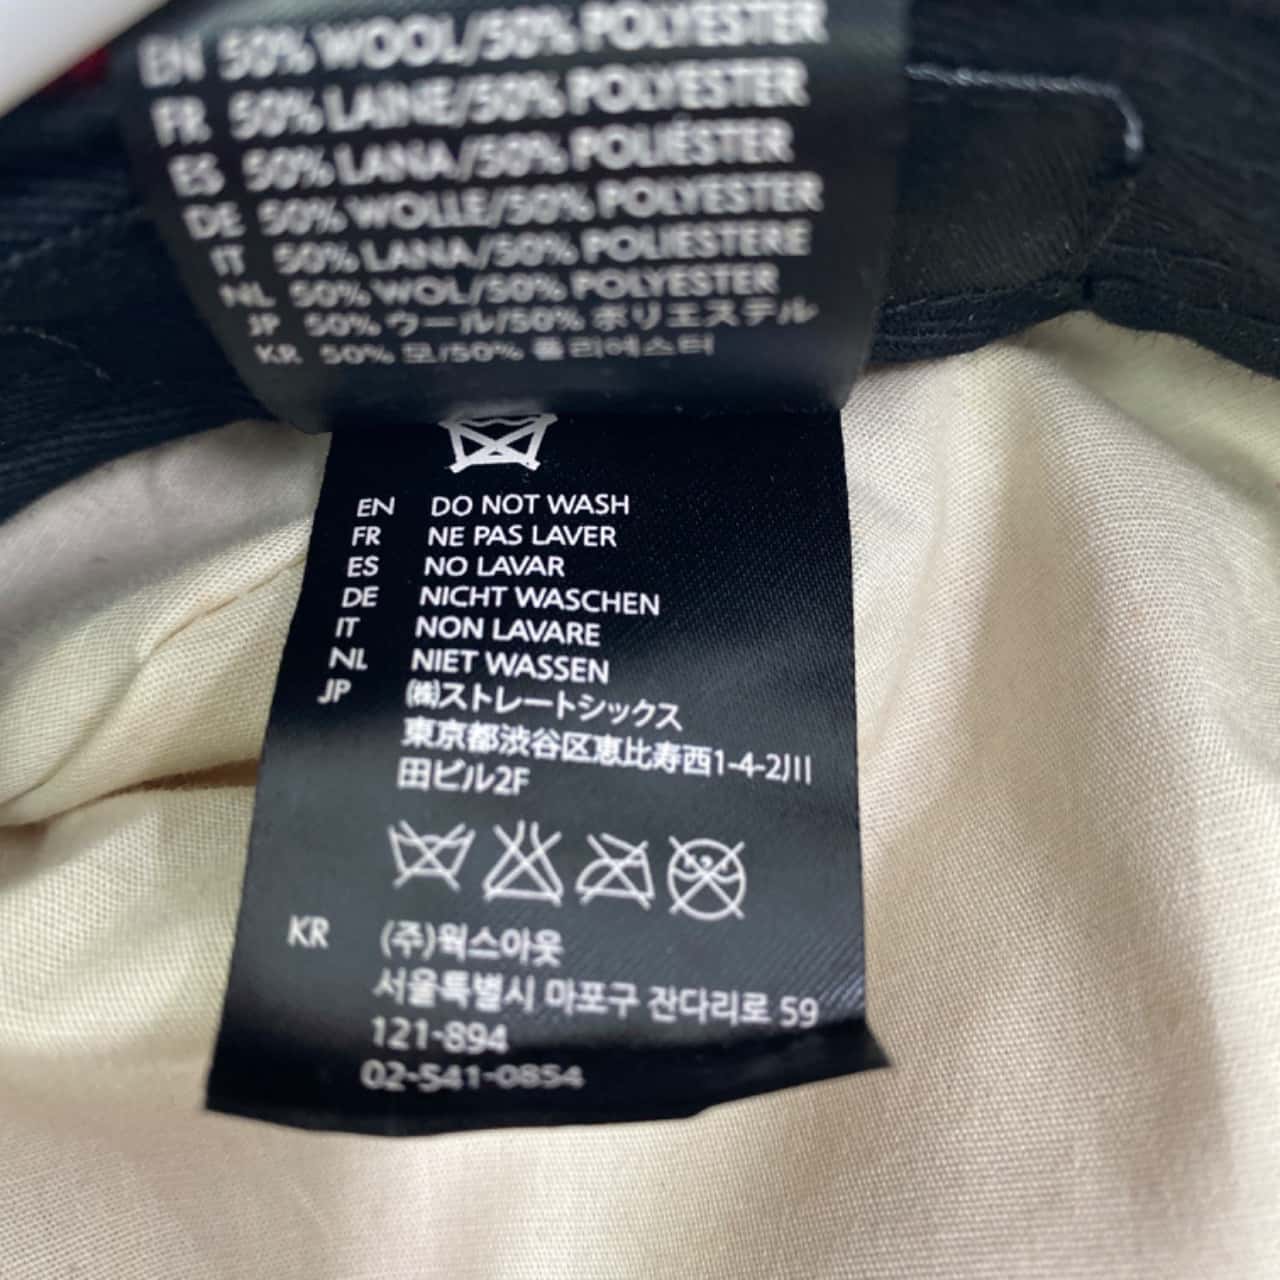 EN 50% WOOL/50% POLYESTER
FR 50% LAINE/50% POLYESTER
ES 50% LANA/50% POLIÉSTER
DE 50% WOLLE/50% POLYESTER
IT 50% LANA/50% POLIESTERE
NL 50% WOL/50% POLYESTER
JP 50% ウール/50% ポリエステル
KR 50% 모/50% 폴리에스터
EN DO NOT WASH
FR NE PAS LAVER
ES NO LAVAR
DE NICHT WASCHEN
IT NON LAVARE
NL NIET WASSEN
JP ㈱ストレートシックス
東京都渋谷区恵比寿西1-4-2川
田ビル2F
KR (주)웍스아웃
서울특별시 마포구 잔다리로 59
121-894
02-541-0854